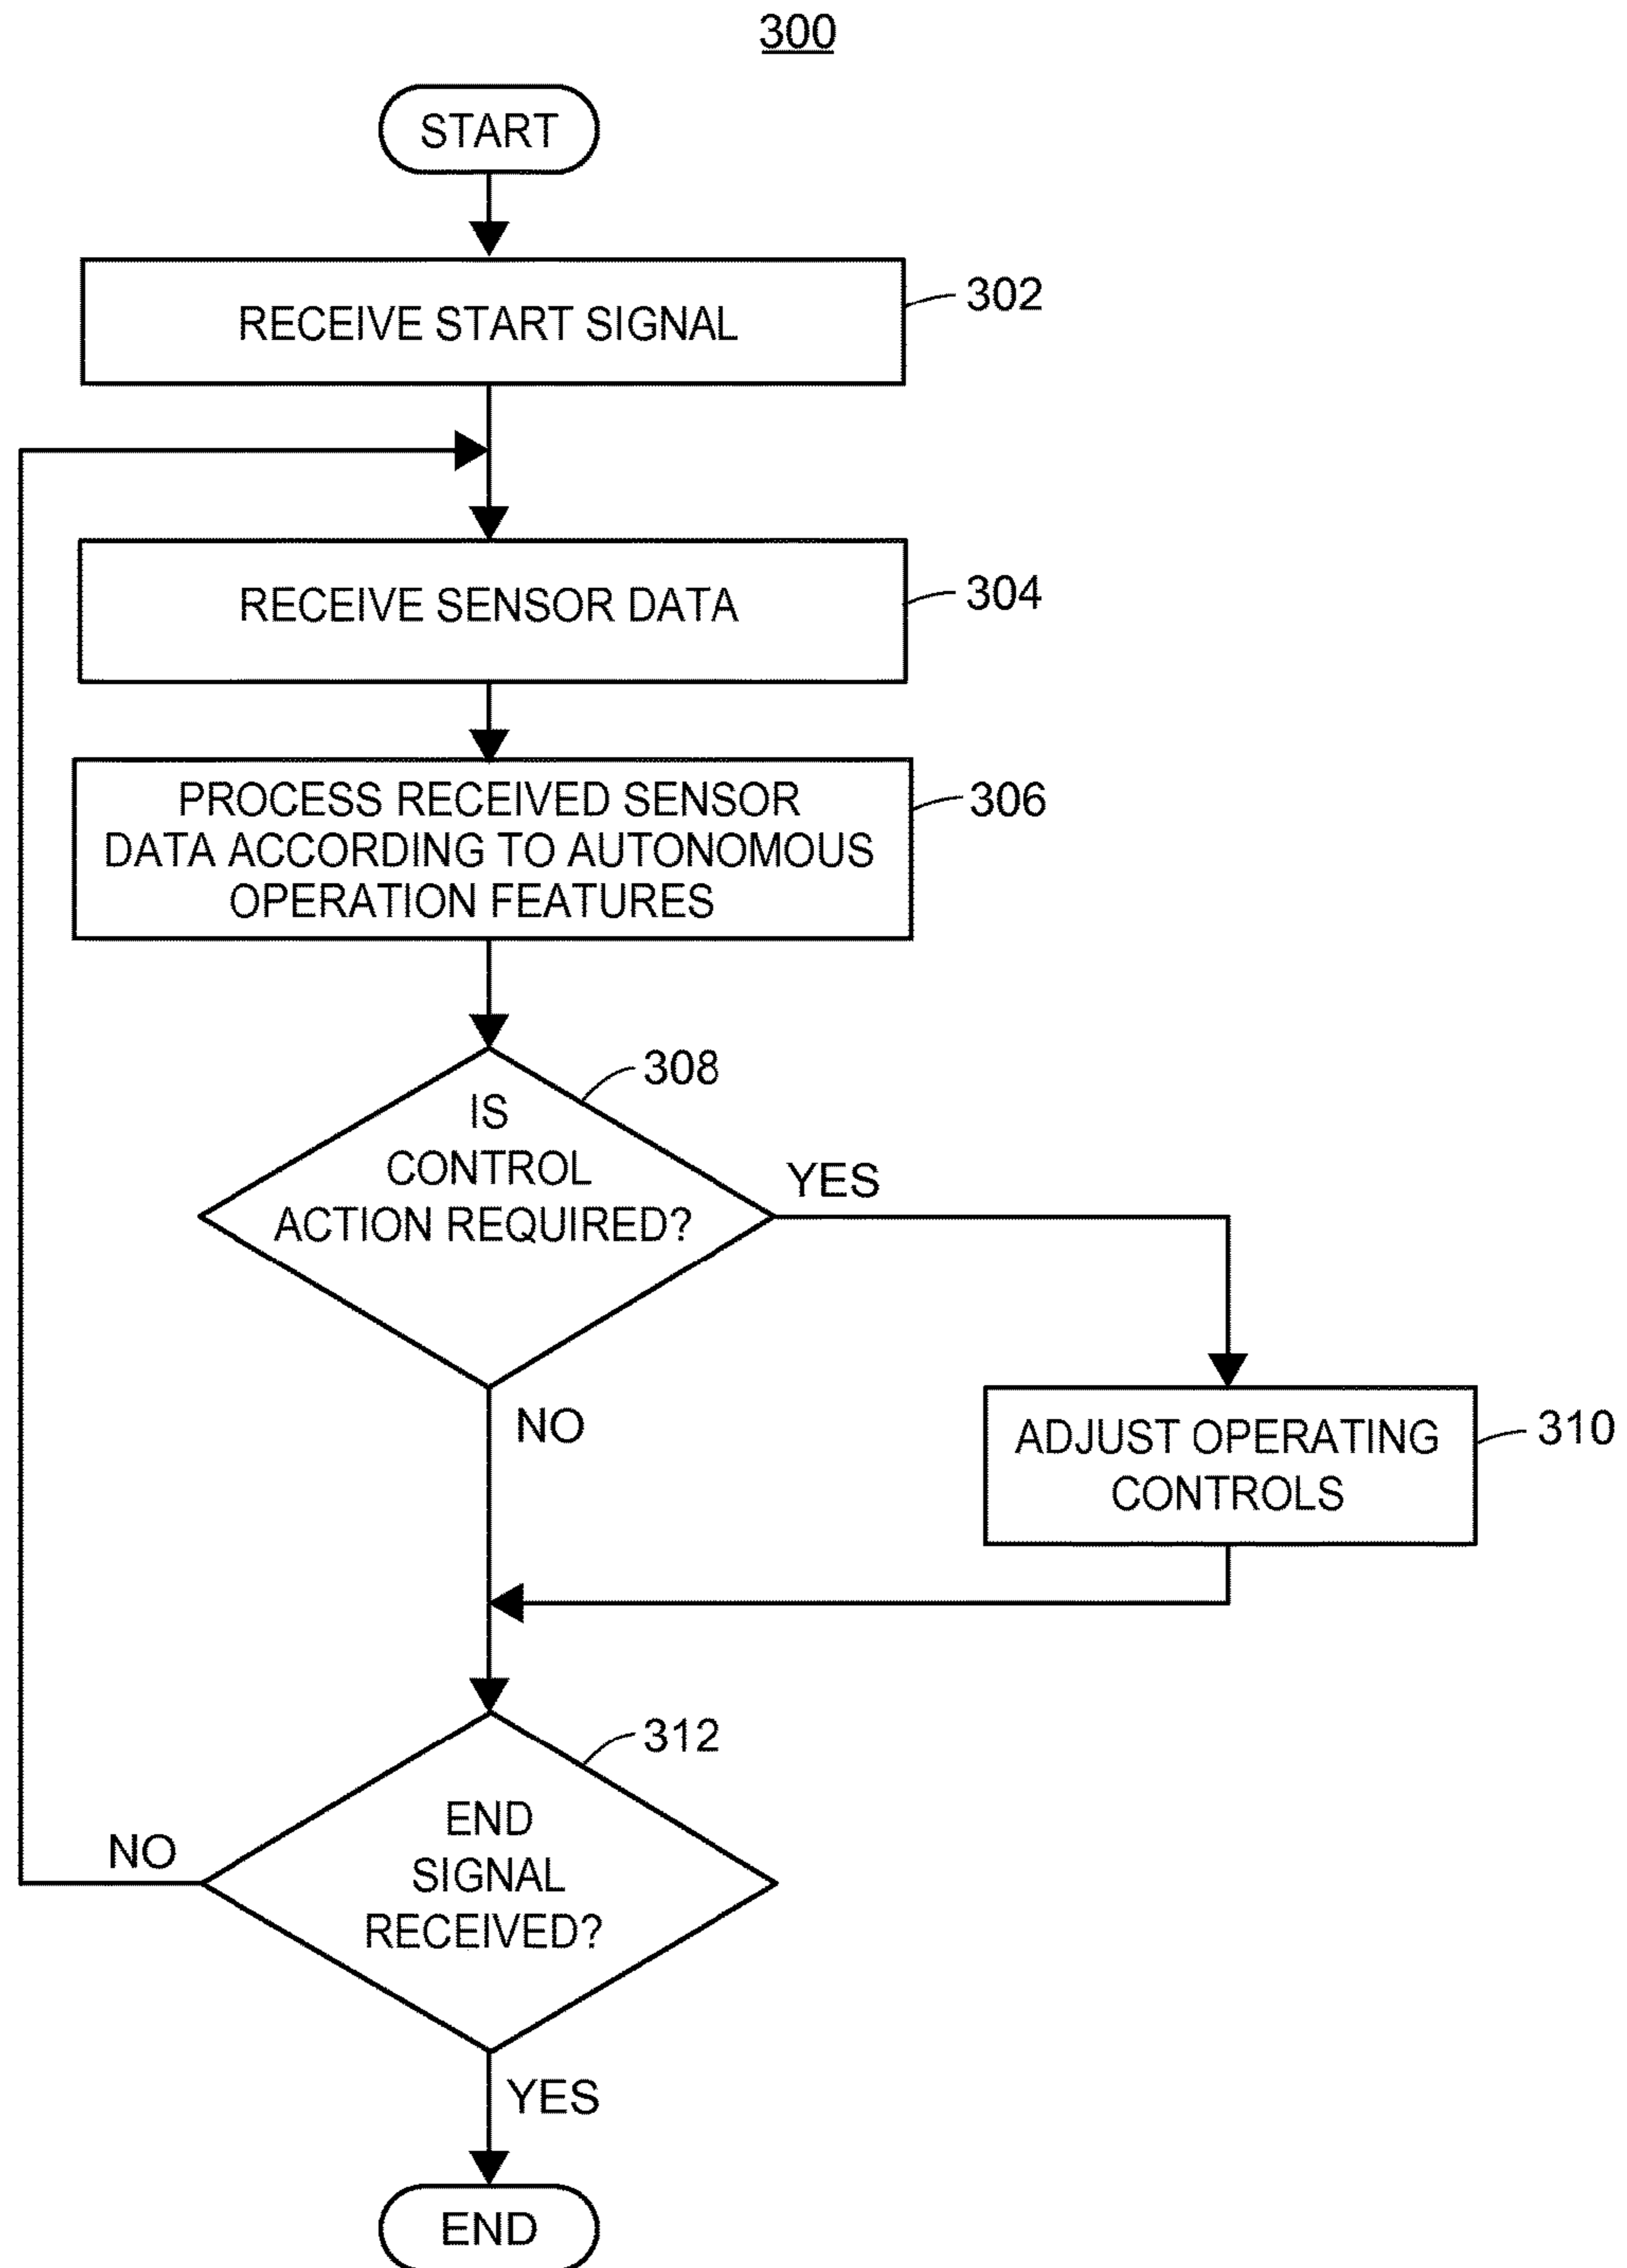 300
START
RECEIVE START SIGNAL
302
RECEIVE SENSOR DATA
304
PROCESS RECEIVED SENSOR
DATA ACCORDING TO AUTONOMOUS
OPERATION FEATURES
306
308
IS
CONTROL
ACTION REQUIRED?
YES
NO
ADJUST OPERATING
CONTROLS
310
312
END
SIGNAL
RECEIVED?
NO
YES
END